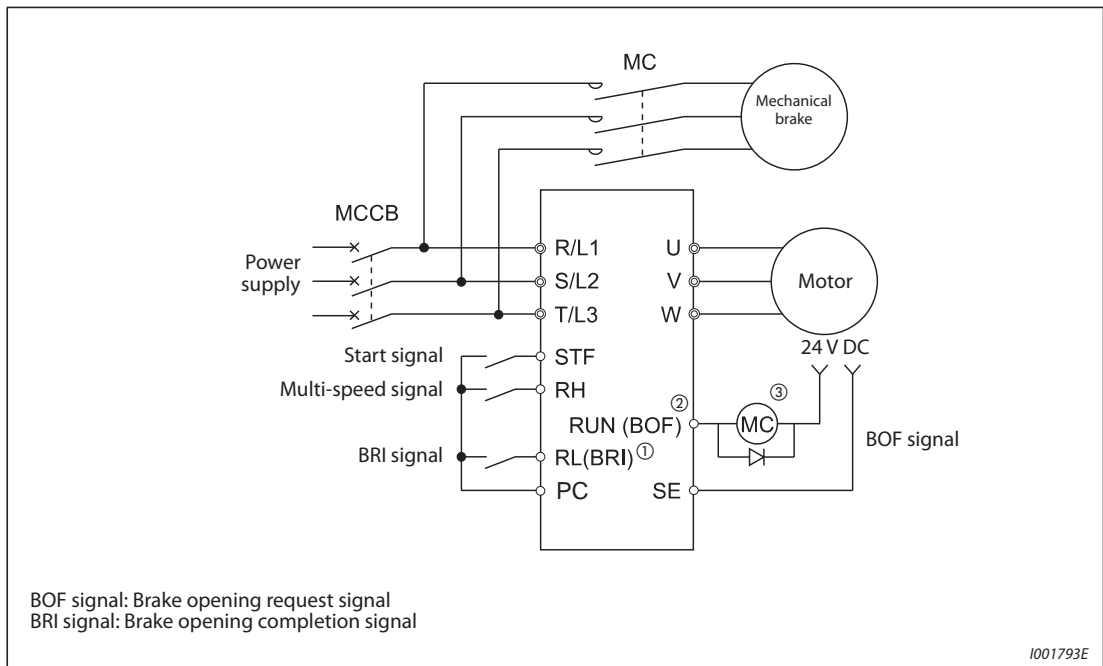 MC
Mechanical
brake
MCCB
Power
supply
R/L1
S/L2
T/L3
U
V
W
Motor
24 V DC
Start signal
STF
Multi-speed signal
RH
RUN (BOF)
②
MC
③
BOF signal
BRI signal
RL(BRI)
①
PC
SE
BOF signal: Brake opening request signal
BRI signal: Brake opening completion signal
I001793E